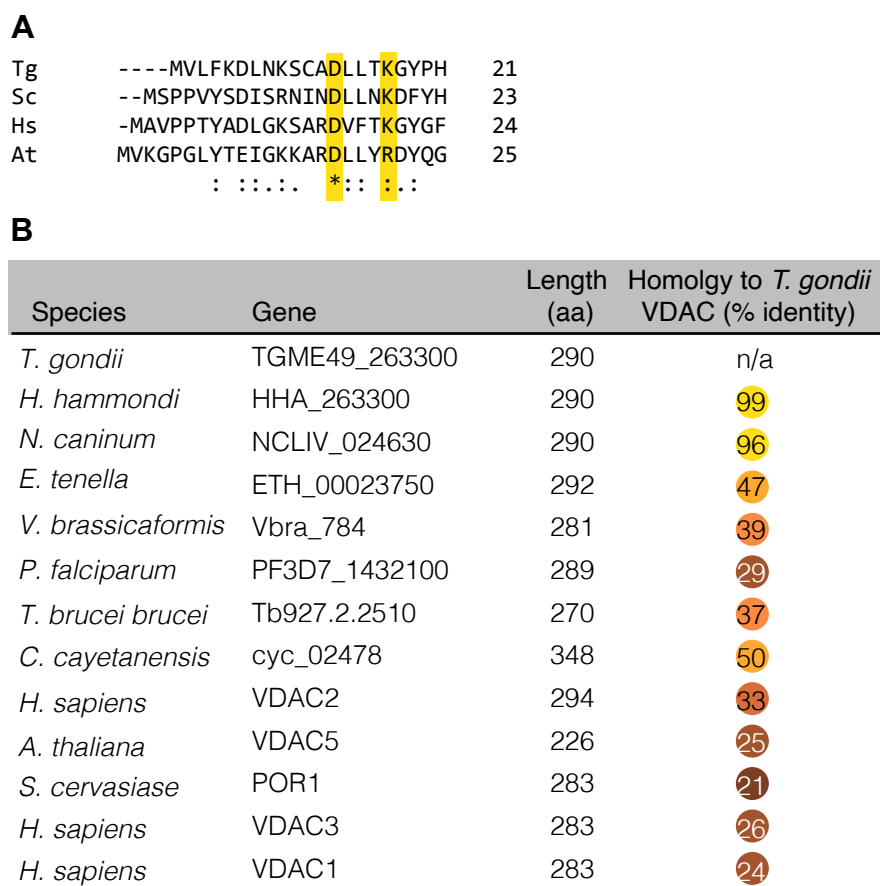 A
Tg ----MVLFKDLNKSCADLLTKGYPH 21
Sc --MSPPVYSDISRNINDLLNKDFYH 23
Hs -MAVPPTYADLGKSARDVFTKGYGF 24
At MVKGPGLYTEIGKKARDLLYRDYQG 25
: ::.:. *:: :.:
B
Length Homolgy to T. gondii
Species Gene (aa) VDAC (% identity)
T. gondii TGME49_263300 290 n/a
H. hammondi HHA_263300 290 99
N. caninum NCLIV_024630 290 96
E. tenella ETH_00023750 292 47
V. brassicaformis Vbra_784 281 39
P. falciparum PF3D7_1432100 289 29
T. brucei brucei Tb927.2.2510 270 37
C. cayetanensis cyc_02478 348 50
H. sapiens VDAC2 294 33
A. thaliana VDAC5 226 25
S. cervasiase POR1 283 21
H. sapiens VDAC3 283 26
H. sapiens VDAC1 283 24